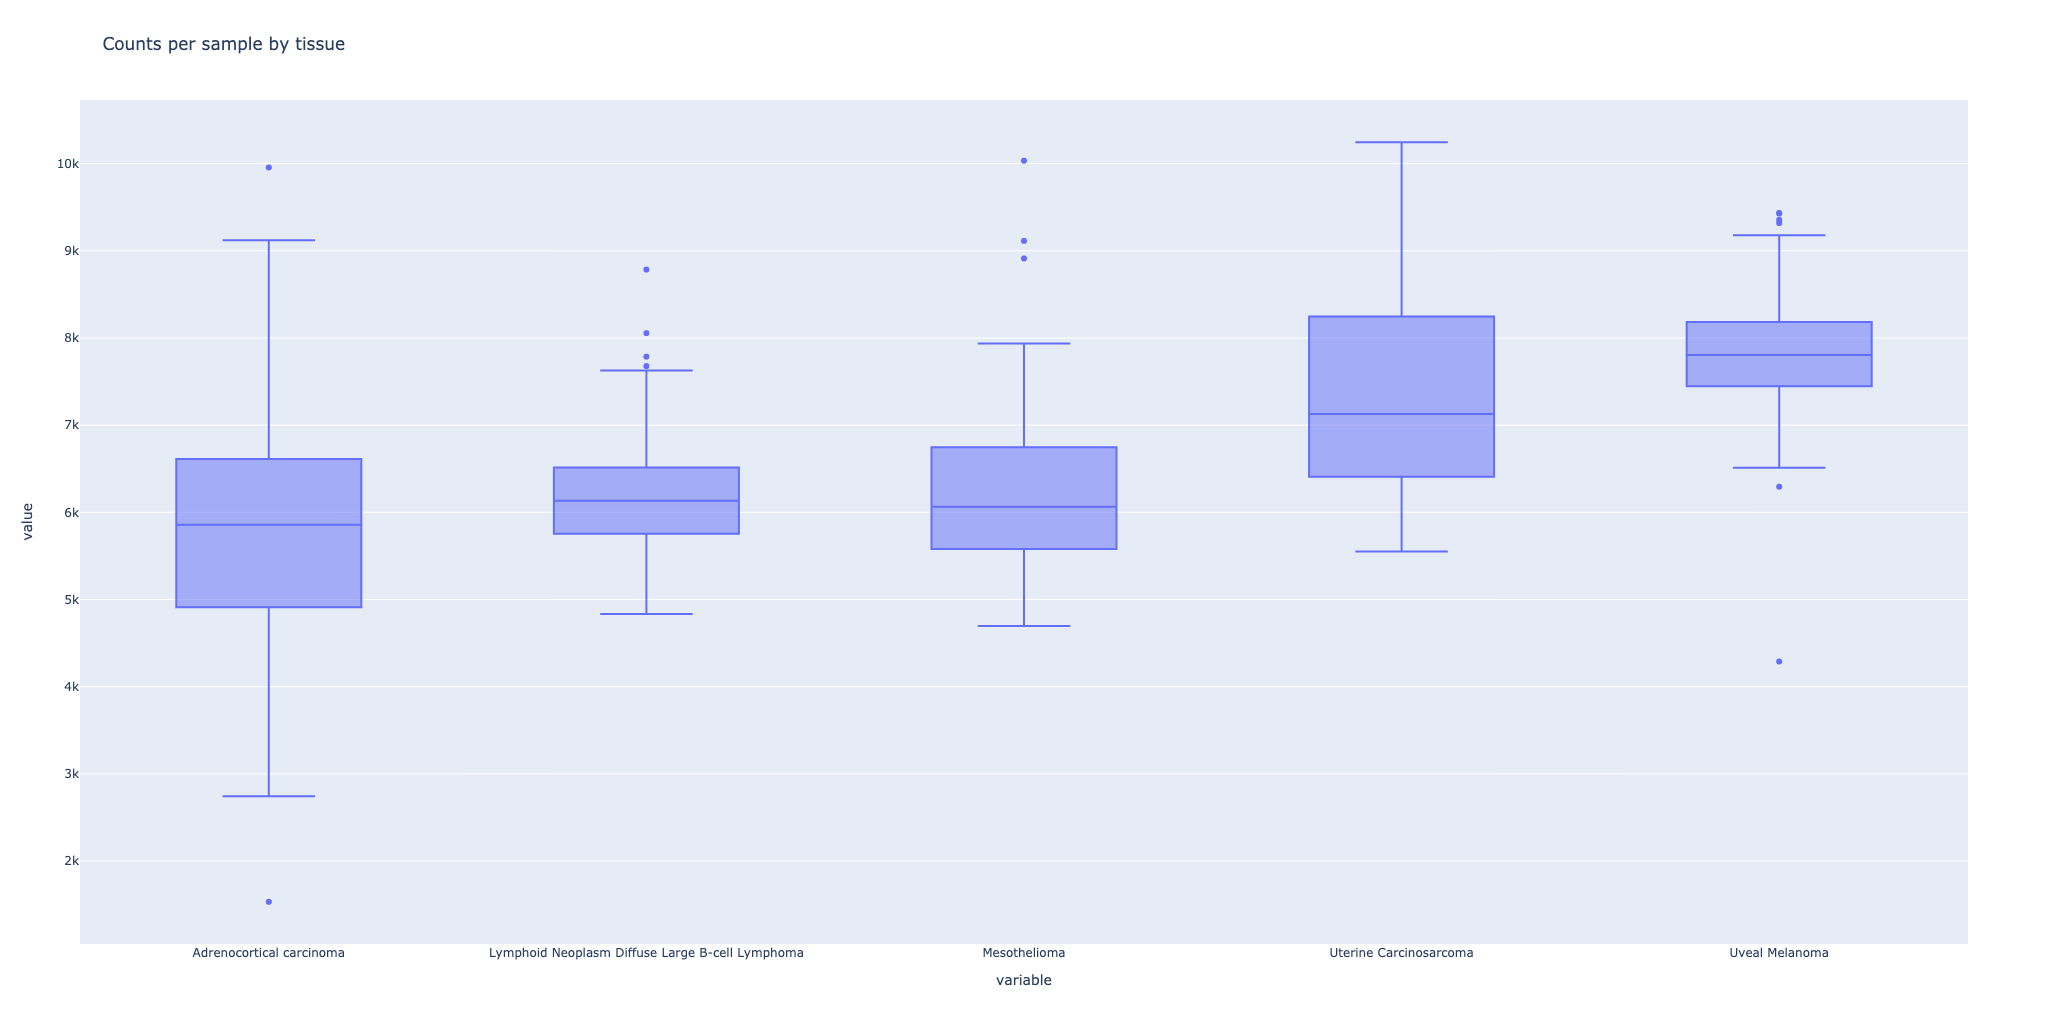 Counts per sample by tissue
10k
9k
8k
7k
6k
5k
4k
3k
2k
value
Adrenocortical carcinoma
Lymphoid Neoplasm Diffuse Large B-cell Lymphoma
Mesothelioma
Uterine Carcinosarcoma
Uveal Melanoma
variable